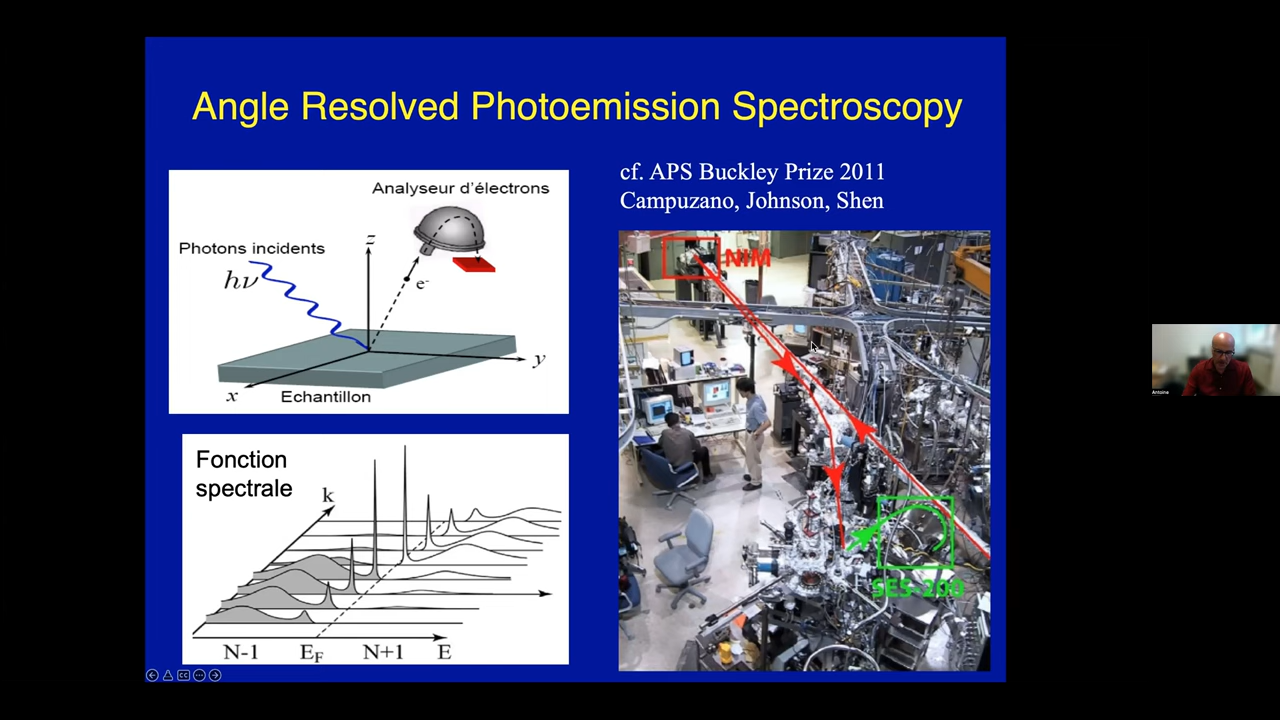 Angle Resolved Photoemission Spectroscopy
Analyseur d'électrons
Photons incidents
hν
z
e-
y
x
Echantillon
cf. APS Buckley Prize 2011
Campuzano, Johnson, Shen
NIM
SES-200
Fonction
spectrale
k
N-1 EF N+1 E
Antoine